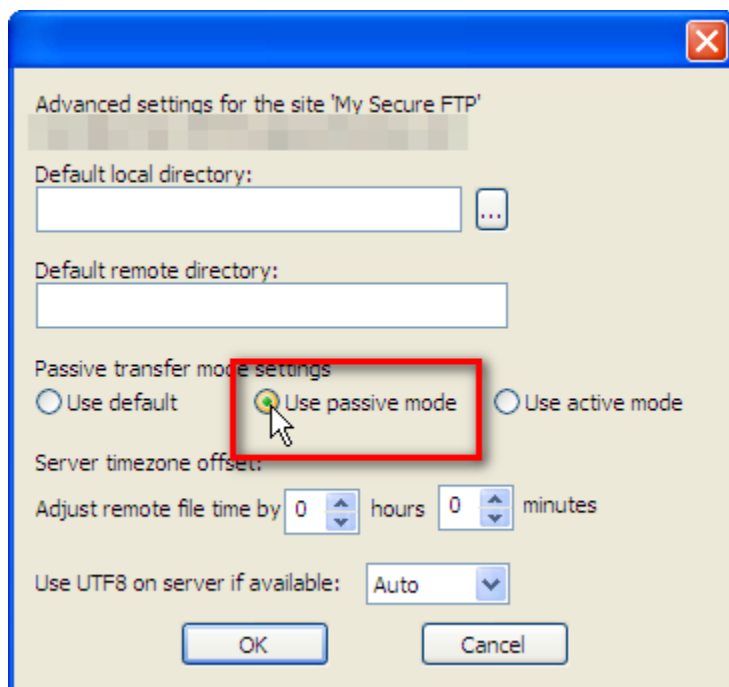 Advanced settings for the site 'My Secure FTP'
Default local directory:
...
Default remote directory:
Passive transfer mode settings
Use default Use passive mode Use active mode
Server timezone offset:
Adjust remote file time by 0 hours 0 minutes
Use UTF8 on server if available: Auto
OK Cancel